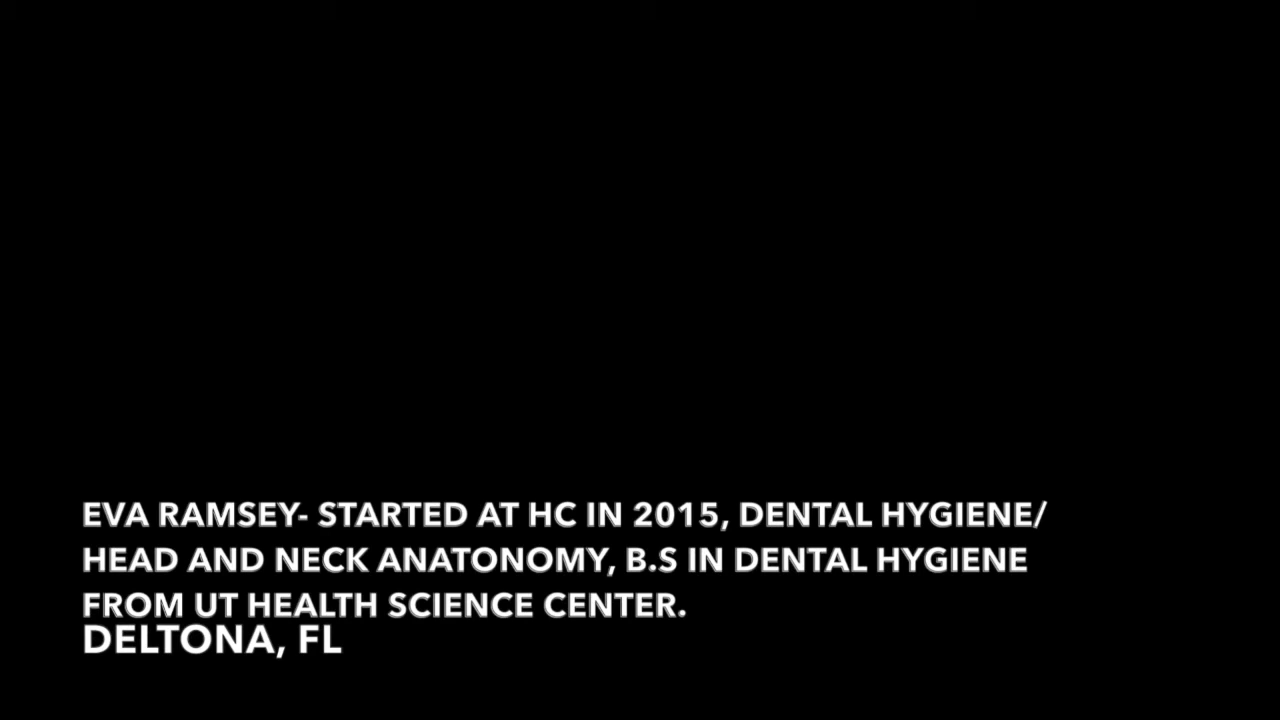 EVA RAMSEY- STARTED AT HC IN 2015, DENTAL HYGIENE/
HEAD AND NECK ANATONOMY, B.S IN DENTAL HYGIENE
FROM UT HEALTH SCIENCE CENTER.
DELTONA, FL